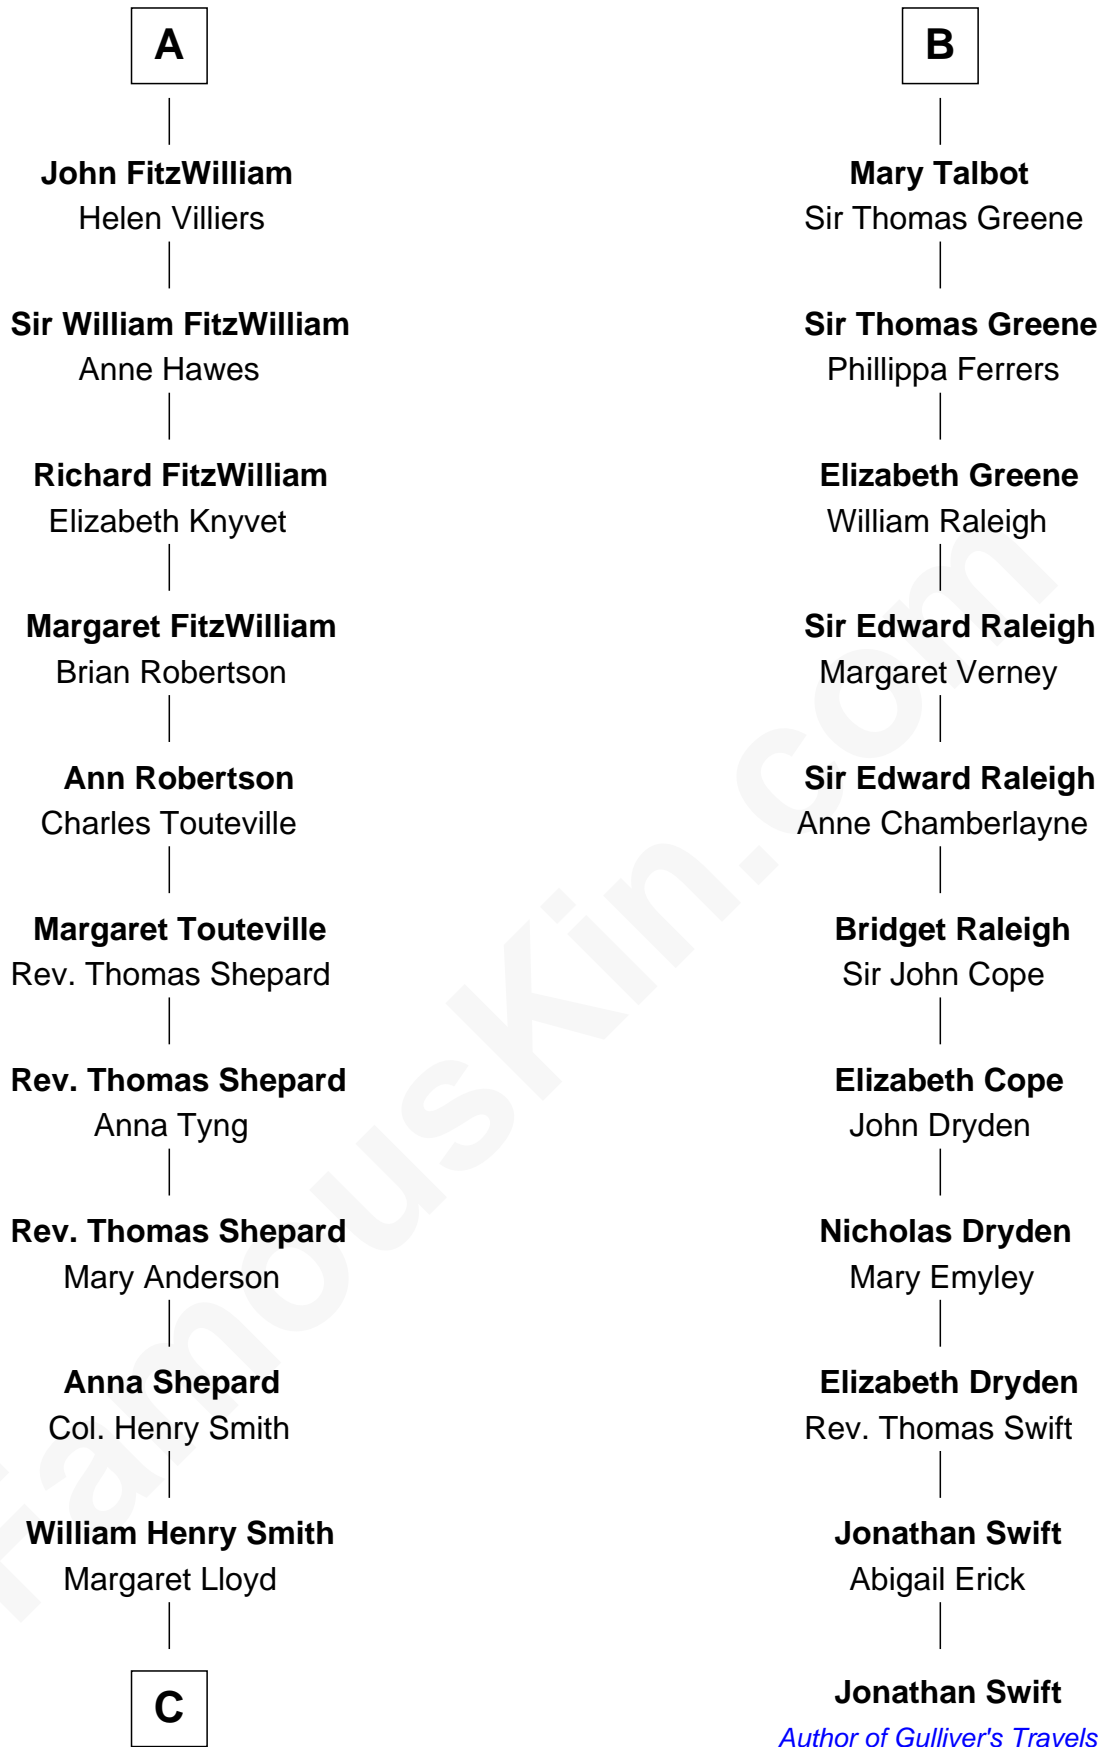 A
John FitzWilliam
Helen Villiers
Sir William FitzWilliam
Anne Hawes
Richard FitzWilliam
Elizabeth Knyvet
Margaret FitzWilliam
Brian Robertson
Ann Robertson
Charles Touteville
Margaret Touteville
Rev. Thomas Shepard
Rev. Thomas Shepard
Anna Tyng
Rev. Thomas Shepard
Mary Anderson
Anna Shepard
Col. Henry Smith
William Henry Smith
Margaret Lloyd
C
B
Mary Talbot
Sir Thomas Greene
Sir Thomas Greene
Phillippa Ferrers
Elizabeth Greene
William Raleigh
Sir Edward Raleigh
Margaret Verney
Sir Edward Raleigh
Anne Chamberlayne
Bridget Raleigh
Sir John Cope
Elizabeth Cope
John Dryden
Nicholas Dryden
Mary Emyley
Elizabeth Dryden
Rev. Thomas Swift
Jonathan Swift
Abigail Erick
Jonathan Swift
Author of Gulliver's Travels
FamousKin.com